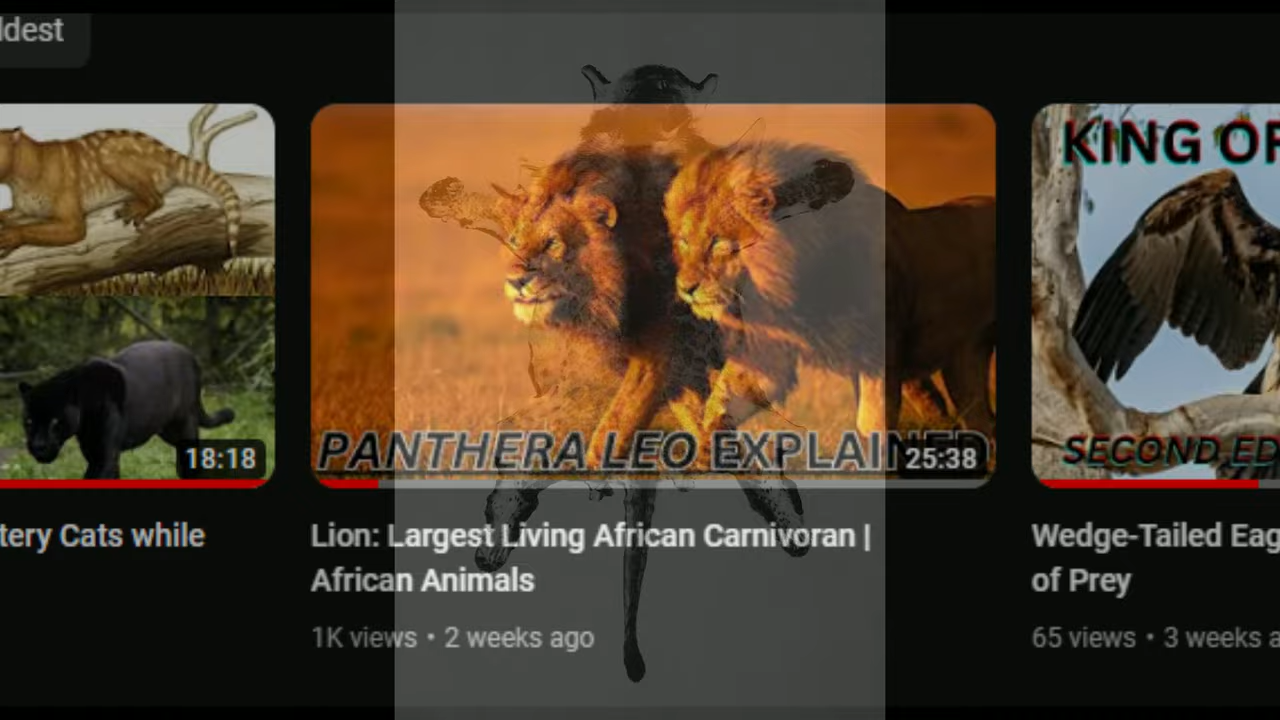 ldest
KING OF
PANTHERA LEO EXPLAINED
SECOND ED
18:18
25:38
tery Cats while
Lion: Largest Living African Carnivoran |
African Animals
1K views • 2 weeks ago
Wedge-Tailed Eag
of Prey
65 views • 3 weeks a